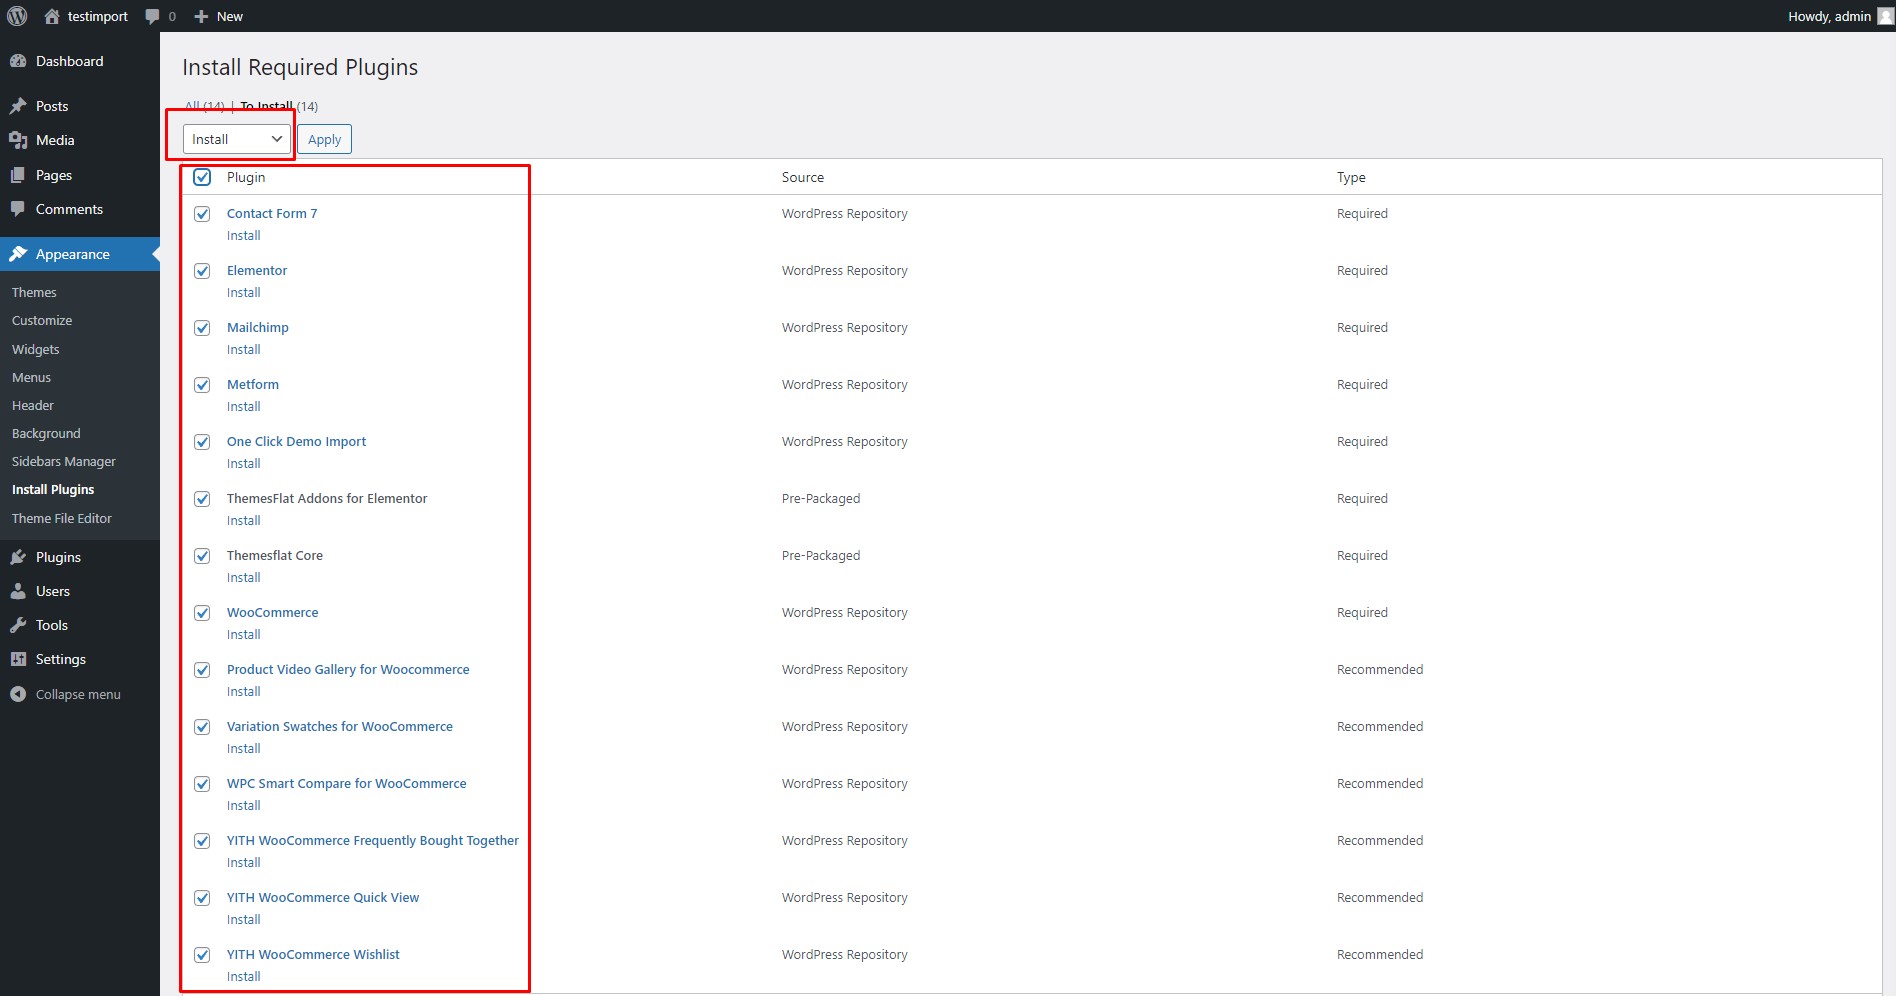 testimport 0 New Howdy, admin
Dashboard
Posts
Media
Pages
Comments
Appearance
Themes
Customize
Widgets
Menus
Header
Background
Sidebars Manager
Install Plugins
Theme File Editor
Plugins
Users
Tools
Settings
Collapse menu
Install Required Plugins
All (14) | To Install (14)
Install Apply
Plugin Source Type
Contact Form 7 WordPress Repository Required
Install
Elementor WordPress Repository Required
Install
Mailchimp WordPress Repository Required
Install
Metform WordPress Repository Required
Install
One Click Demo Import WordPress Repository Required
Install
ThemesFlat Addons for Elementor Pre-Packaged Required
Install
Themesflat Core Pre-Packaged Required
Install
WooCommerce WordPress Repository Required
Install
Product Video Gallery for Woocommerce WordPress Repository Recommended
Install
Variation Swatches for WooCommerce WordPress Repository Recommended
Install
WPC Smart Compare for WooCommerce WordPress Repository Recommended
Install
YITH WooCommerce Frequently Bought Together WordPress Repository Recommended
Install
YITH WooCommerce Quick View WordPress Repository Recommended
Install
YITH WooCommerce Wishlist WordPress Repository Recommended
Install